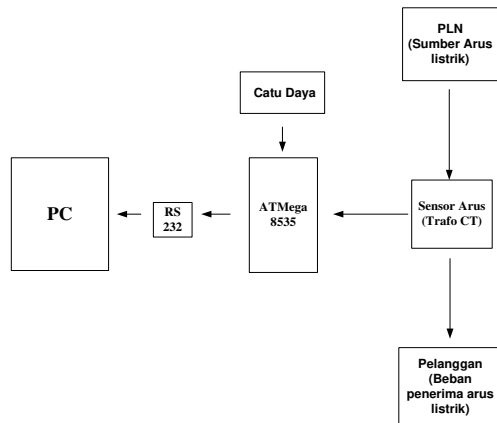 PLN
(Sumber Arus
listrik)
Catu Daya
PC
RS
232
ATMega
8535
Sensor Arus
(Trafo CT)
Pelanggan
(Beban
penerima arus
listrik)